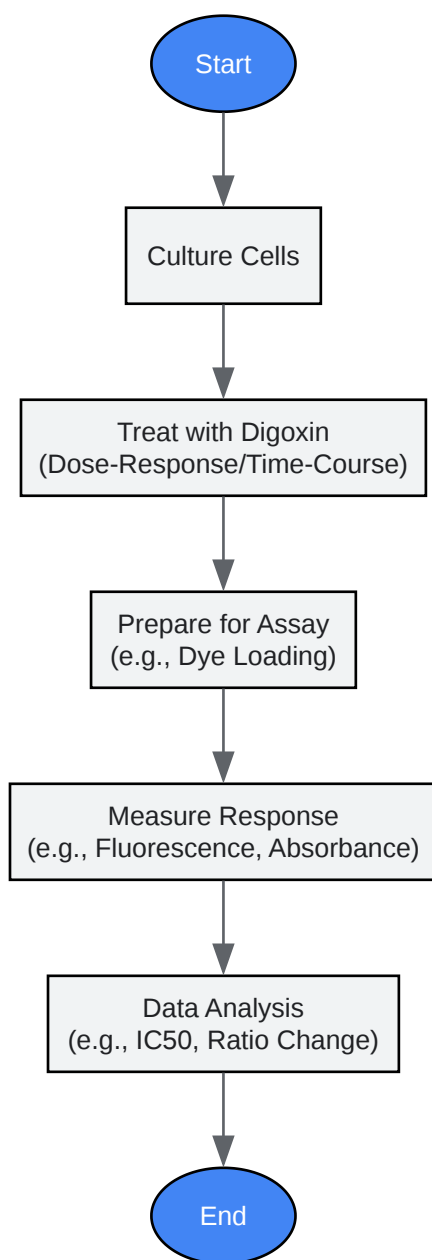 Start
Culture Cells
Treat with Digoxin
(Dose-Response/Time-Course)
Prepare for Assay
(e.g., Dye Loading)
Measure Response
(e.g., Fluorescence, Absorbance)
Data Analysis
(e.g., IC50, Ratio Change)
End